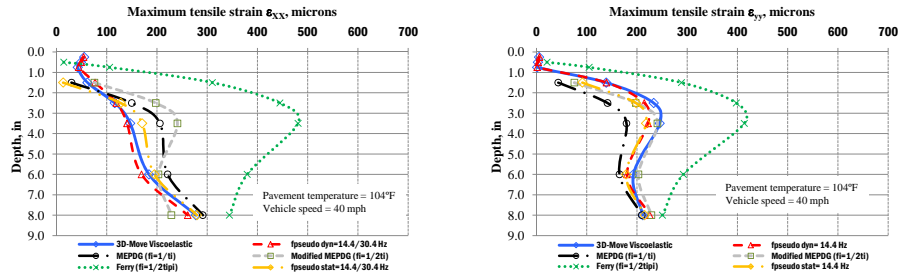 Maximum tensile strain εXX, microns
0 100 200 300 400 500 600
0.0
1.0
2.0
3.0
4.0
5.0
6.0
7.0
8.0
9.0
Depth, in
Pavement temperature = 104°F
Vehicle speed = 40 mph
3D-Move Viscoelastic
fpseudo dyn=14.4/30.4 Hz
MEPDG (fi=1/ti)
Modified MEPDG (fi=1/ti)
Ferry (fi=1/2tipi)
fpseudo stat=14.4/30.4 Hz
Maximum tensile strain εyy, microns
0 100 200 300 400 500 600
0.0
1.0
2.0
3.0
4.0
5.0
6.0
7.0
8.0
9.0
Depth, in
Pavement temperature = 104°F
Vehicle speed = 40 mph
3D-Move Viscoelastic
fpseudo dyn= 14.4 Hz
MEPDG (fi=1/ti)
Modified MEPDG (fi=1/2ti)
Ferry (fi=1/2tipi)
fpseudo stat= 14.4 Hz